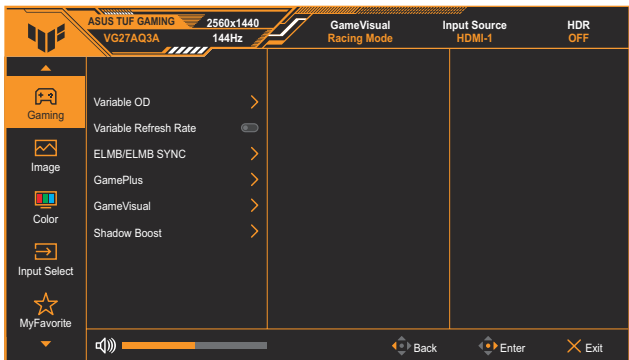 ASUS TUF GAMING 2560x1440
VG27AQ3A 144Hz
GameVisual
Racing Mode
Input Source
HDMI-1
HDR
OFF
Gaming
Image
Color
Input Select
MyFavorite
Variable OD
Variable Refresh Rate
ELMB/ELMB SYNC
GamePlus
GameVisual
Shadow Boost
Back
Enter
Exit